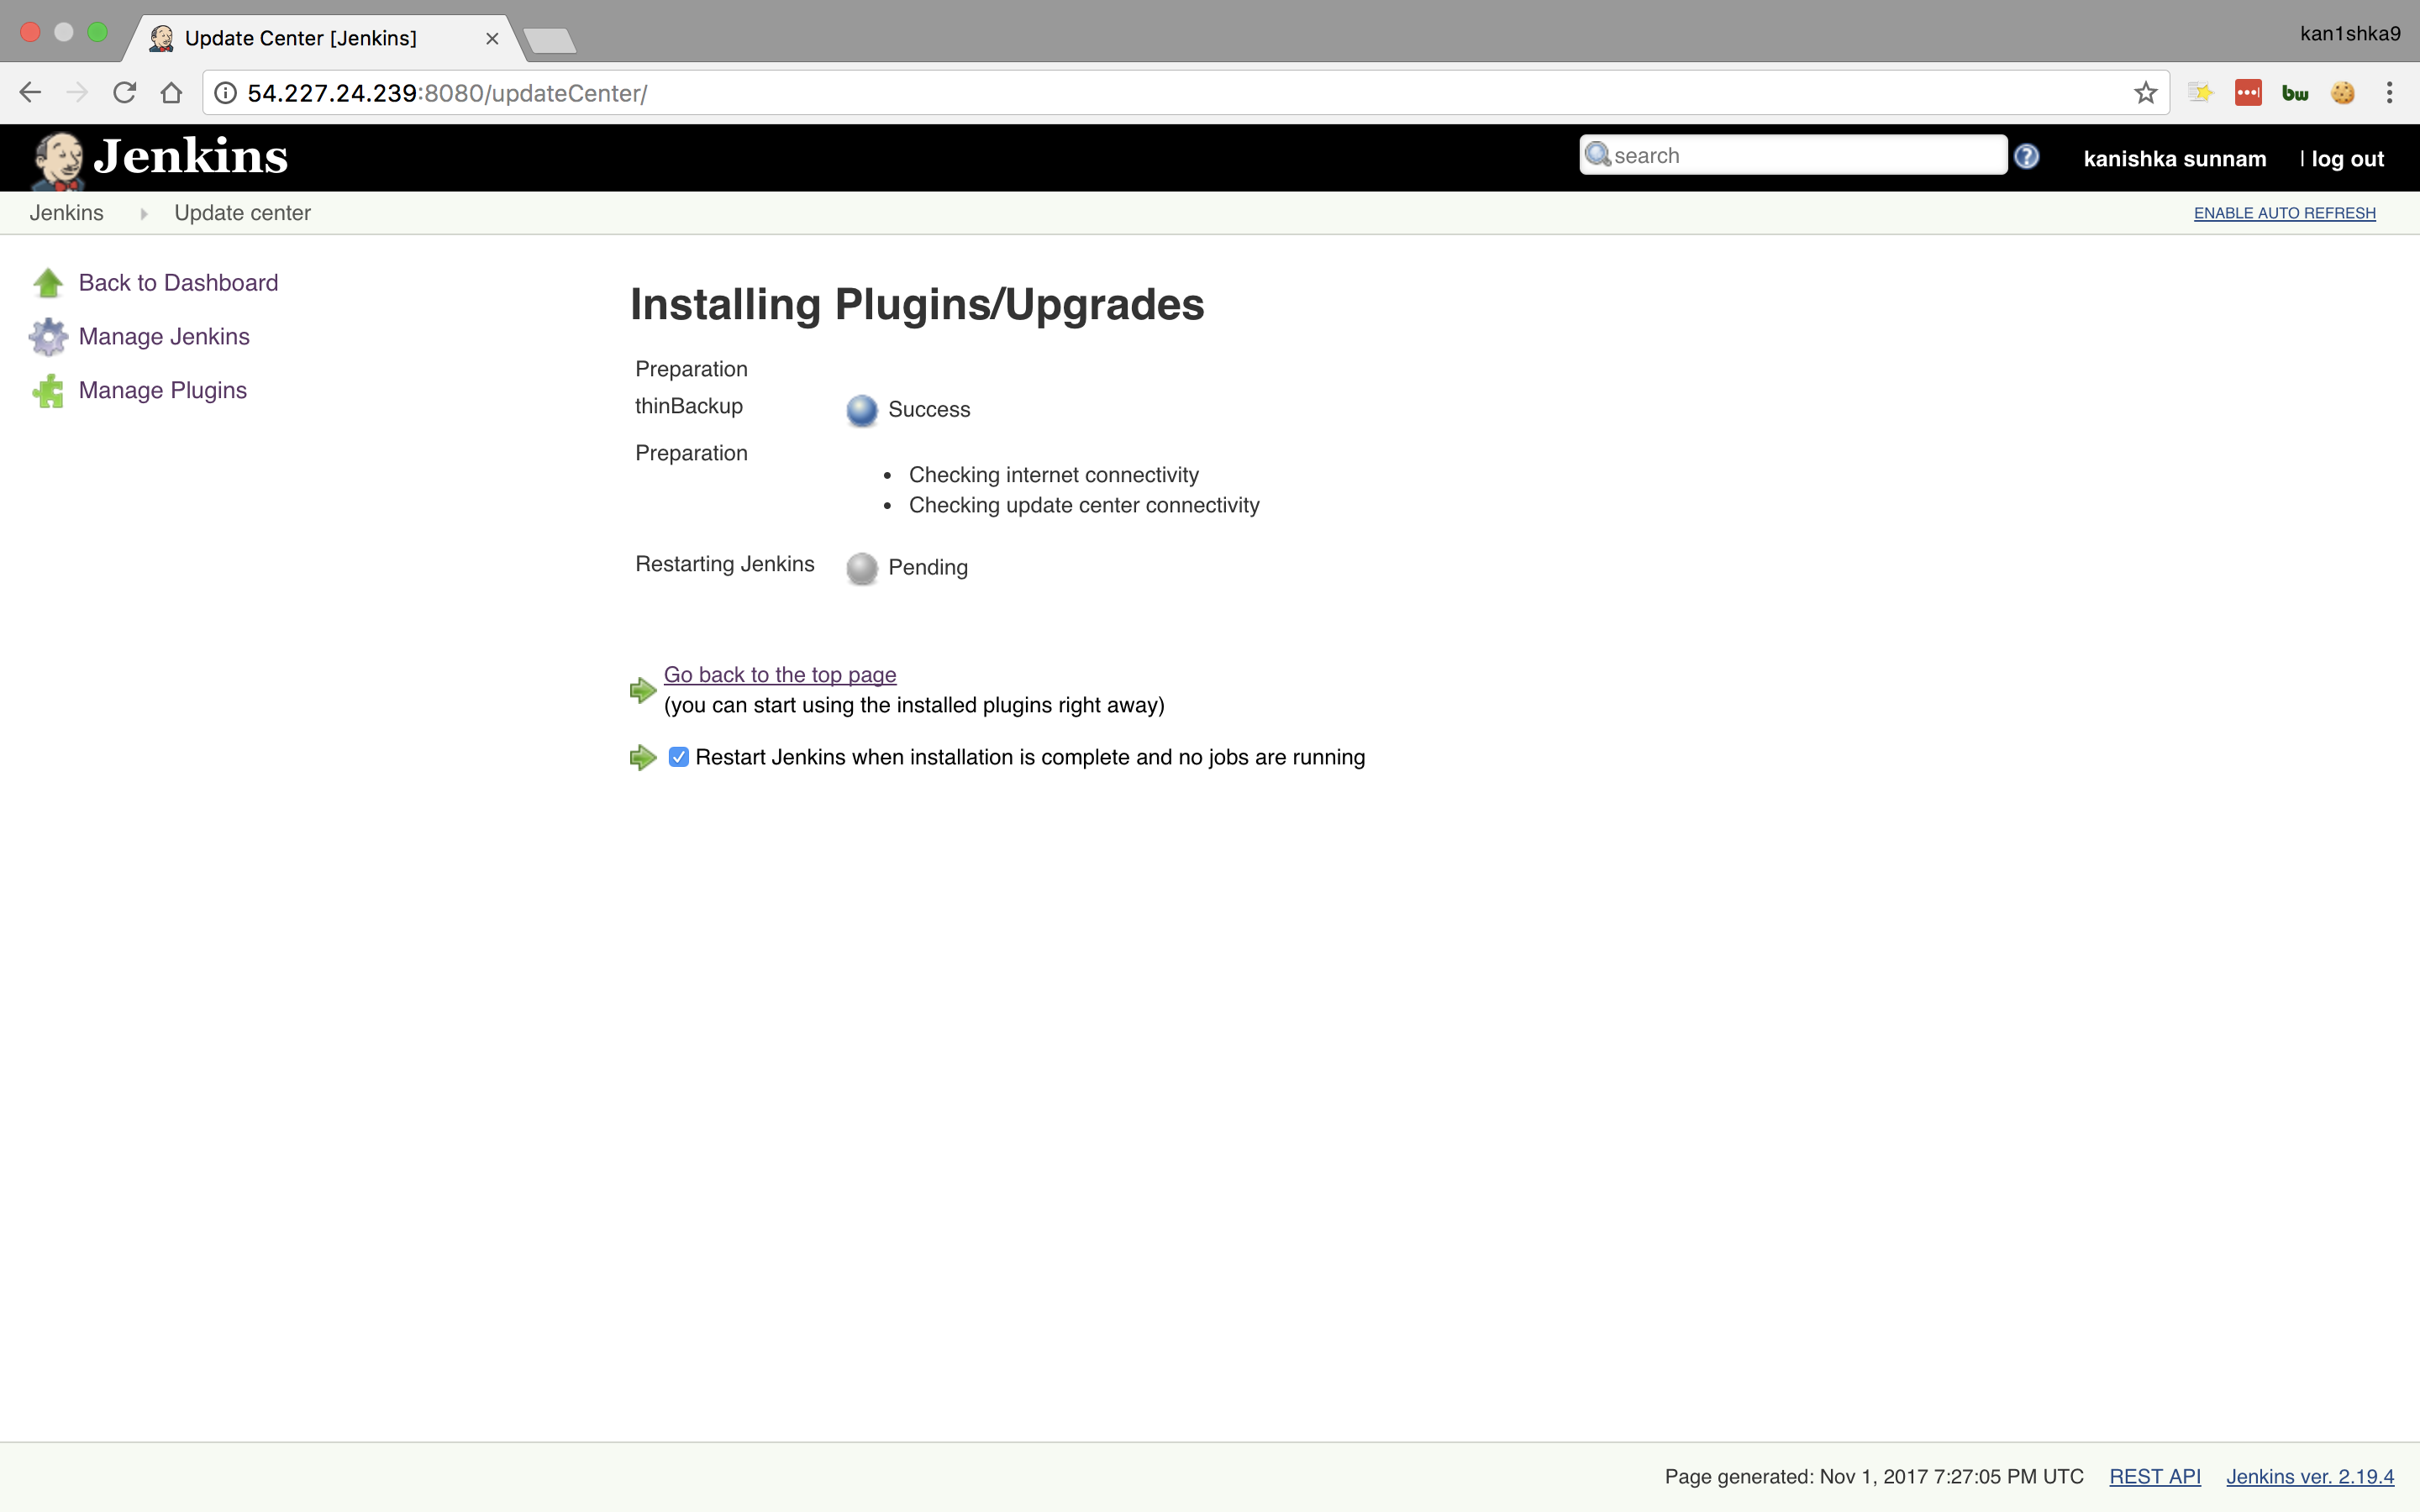 Update Center [Jenkins]
kan1shka9
54.227.24.239:8080/updateCenter/
bw
Jenkins
search
kanishka sunnam
| log out
Jenkins
Update center
ENABLE AUTO REFRESH
Back to Dashboard
Manage Jenkins
Manage Plugins
Installing Plugins/Upgrades
Preparation
thinBackup
Success
Preparation
• Checking internet connectivity
• Checking update center connectivity
Restarting Jenkins
Pending
Go back to the top page
(you can start using the installed plugins right away)
Restart Jenkins when installation is complete and no jobs are running
Page generated: Nov 1, 2017 7:27:05 PM UTC
REST API
Jenkins ver. 2.19.4